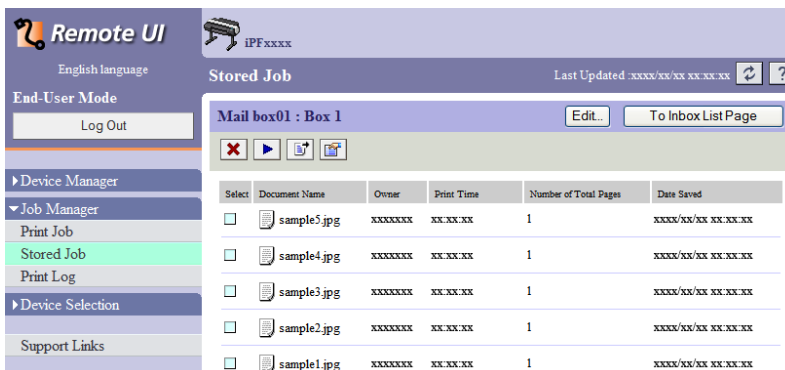 Remote UI
English language
End-User Mode
Log Out
▶Device Manager
▼Job Manager
Print Job
Stored Job
Print Log
▶Device Selection
Support Links
iPFxxxx
Stored Job Last Updated :xxxx/xx/xx xx:xx:xx ?
Mail box01 : Box 1 Edit... To Inbox List Page
Select Document Name Owner Print Time Number of Total Pages Date Saved
sample5.jpg xxxxxxx xx:xx:xx 1 xxxx/xx/xx xx:xx:xx
sample4.jpg xxxxxxx xx:xx:xx 1 xxxx/xx/xx xx:xx:xx
sample3.jpg xxxxxxx xx:xx:xx 1 xxxx/xx/xx xx:xx:xx
sample2.jpg xxxxxxx xx:xx:xx 1 xxxx/xx/xx xx:xx:xx
sample1.jpg xxxxxxx xx:xx:xx 1 xxxx/xx/xx xx:xx:xx